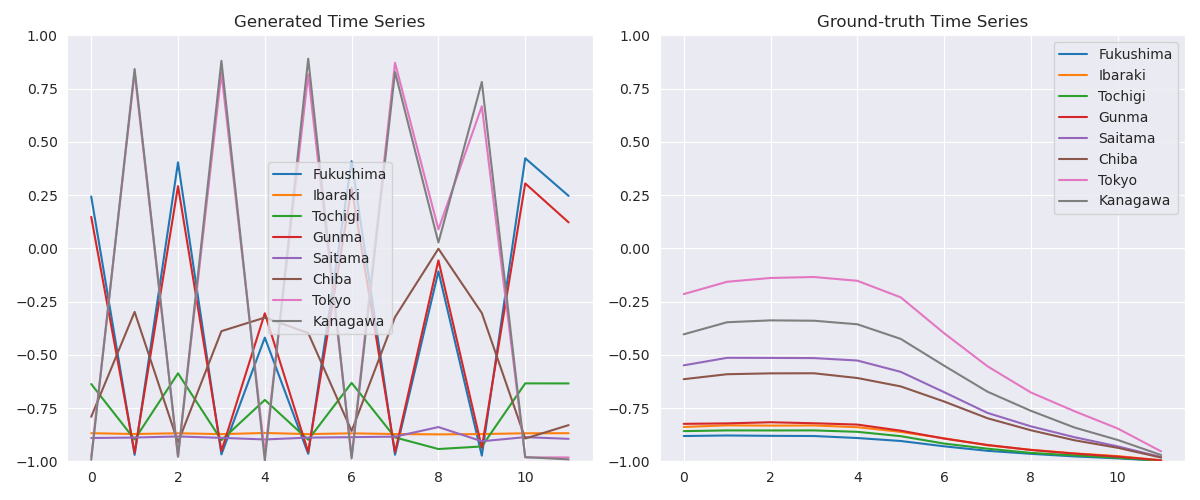 Generated Time Series
1.00
0.75
0.50
0.25
0.00
−0.25
−0.50
−0.75
−1.00
0 2 4 6 8 10
Fukushima
Ibaraki
Tochigi
Gunma
Saitama
Chiba
Tokyo
Kanagawa
Ground-truth Time Series
1.00
0.75
0.50
0.25
0.00
−0.25
−0.50
−0.75
−1.00
0 2 4 6 8 10
Fukushima
Ibaraki
Tochigi
Gunma
Saitama
Chiba
Tokyo
Kanagawa